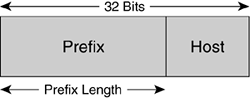 32 Bits
Prefix Host
Prefix Length